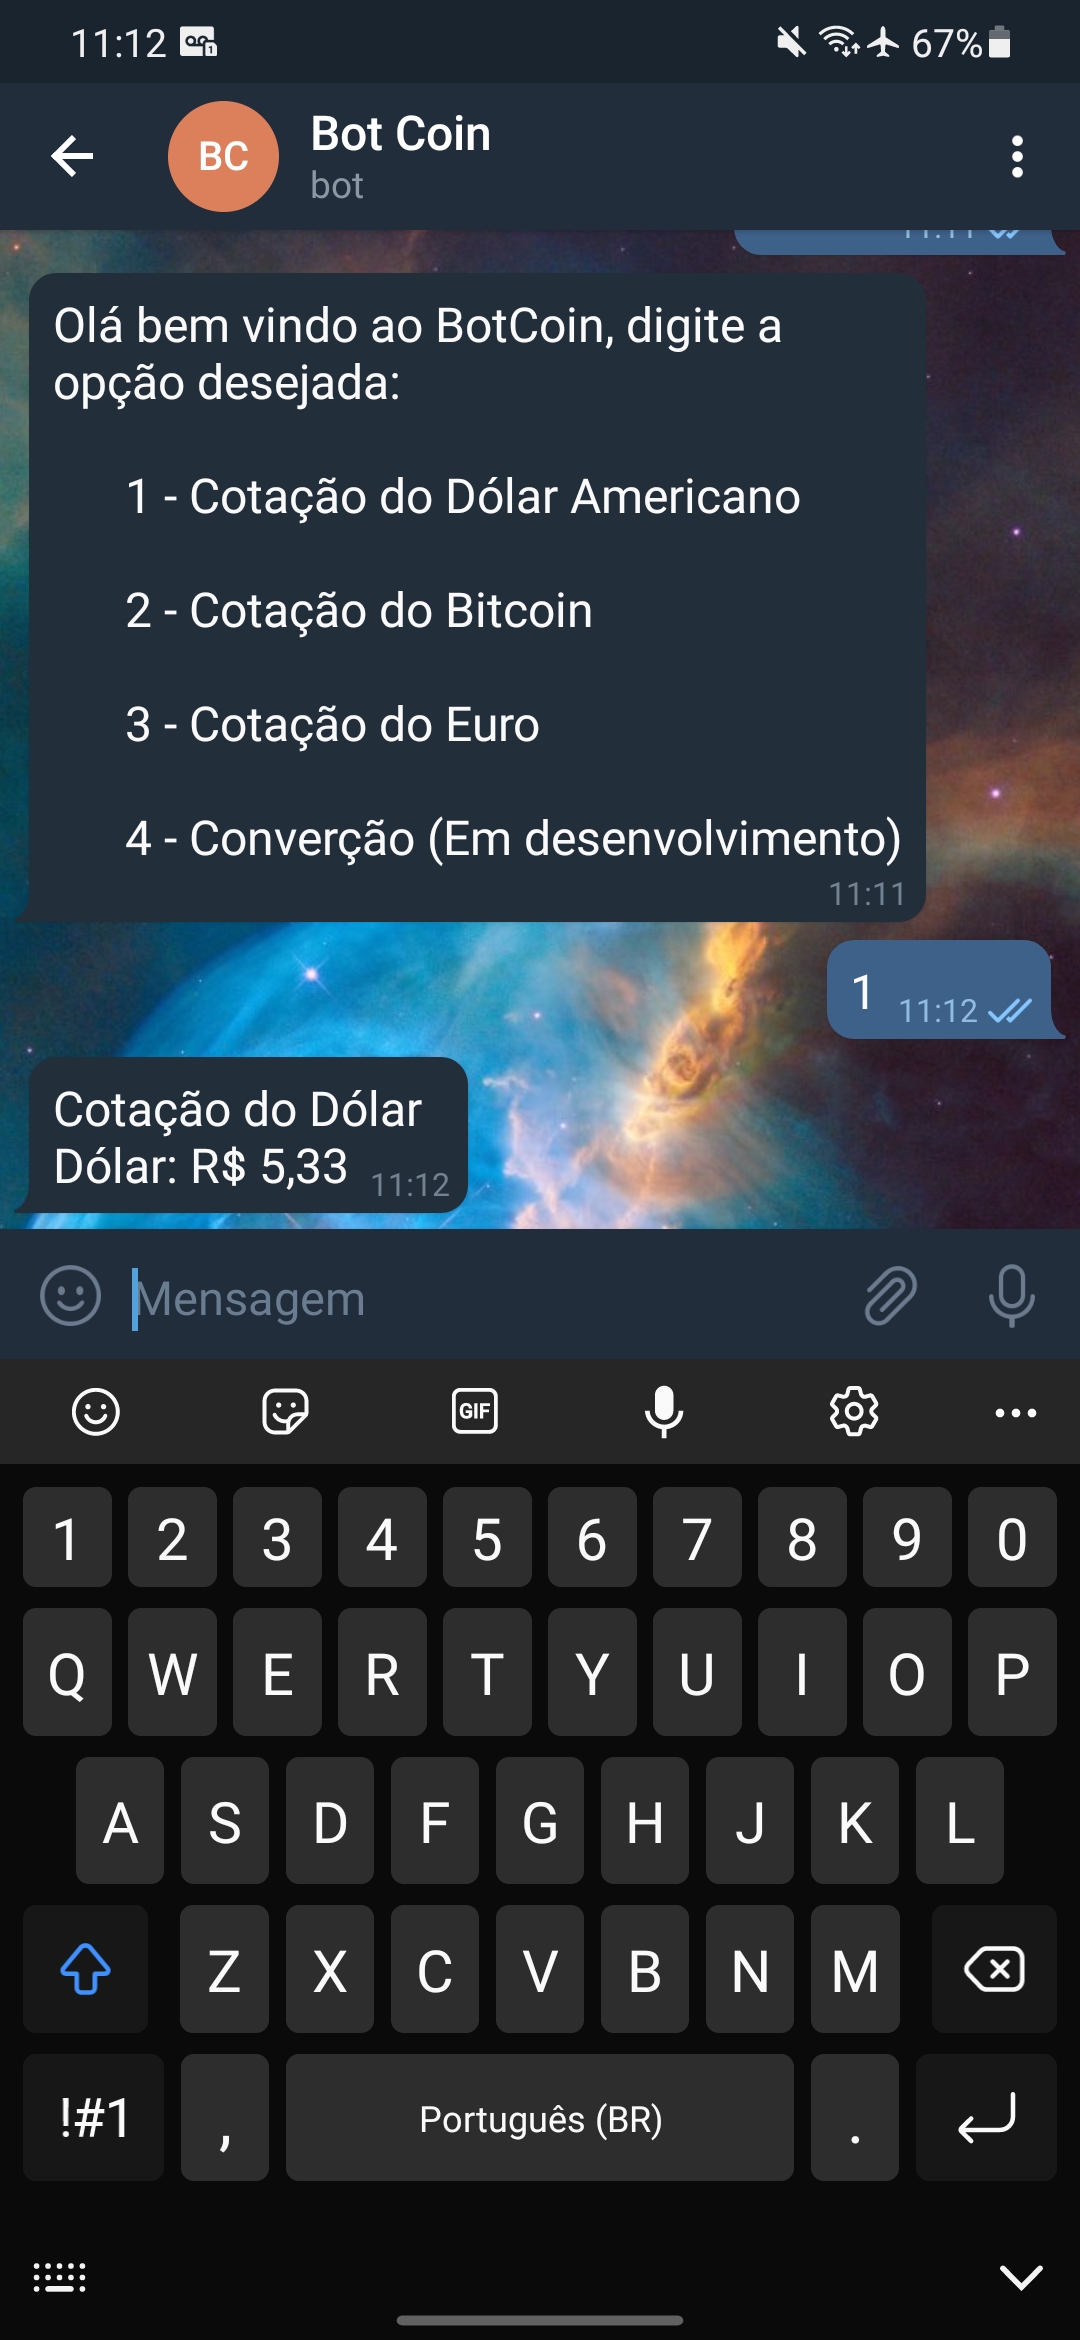 11:12
67%
BC
Bot Coin
bot
11:11
Olá bem vindo ao BotCoin, digite a
opção desejada:
1 - Cotação do Dólar Americano
2 - Cotação do Bitcoin
3 - Cotação do Euro
4 - Converção (Em desenvolvimento)
11:11
1 11:12
Cotação do Dólar
Dólar: R$ 5,33 11:12
Mensagem
GIF
1 2 3 4 5 6 7 8 9 0
Q W E R T Y U I O P
A S D F G H J K L
Z X C V B N M
!#1 , Português (BR) .